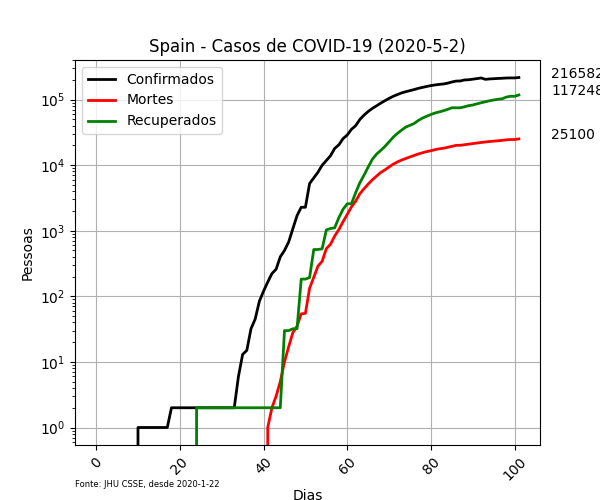 Spain - Casos de COVID-19 (2020-5-2)
Confirmados
Mortes
Recuperados
216582
117248
25100
10⁵
10⁴
10³
10²
10¹
10⁰
Pessoas
0 20 40 60 80 100
Fonte: JHU CSSE, desde 2020-1-22
Dias